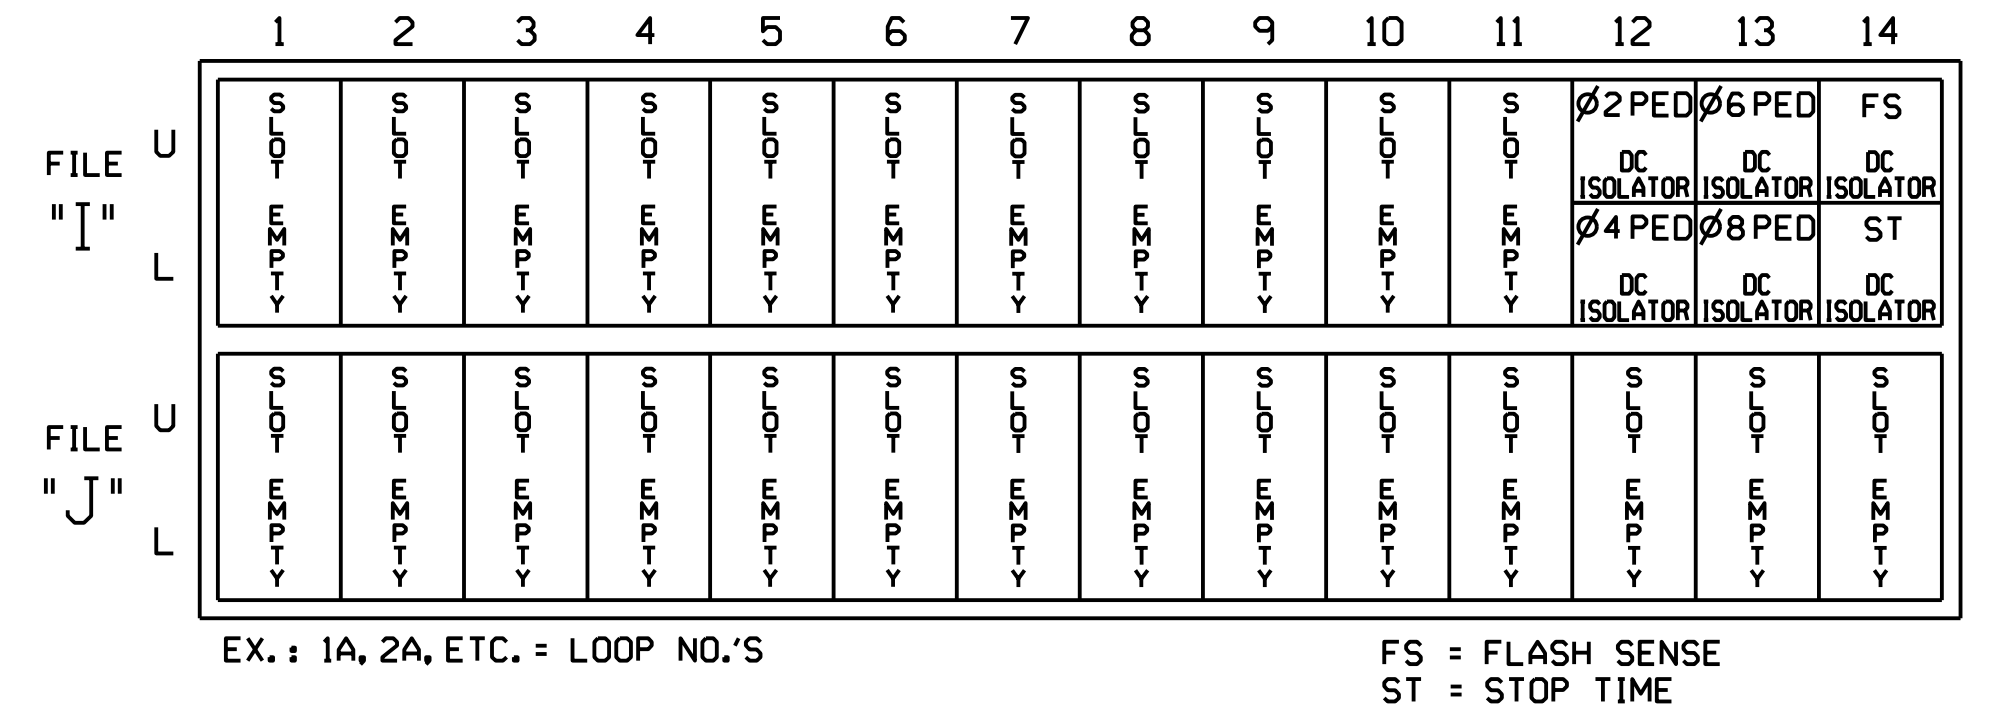 1 2 3 4 5 6 7 8 9 10 11 12 13 14
FILE "I"
U
L
SLOT EMPTY
SLOT EMPTY
SLOT EMPTY
SLOT EMPTY
SLOT EMPTY
SLOT EMPTY
SLOT EMPTY
SLOT EMPTY
SLOT EMPTY
SLOT EMPTY
SLOT EMPTY
Ø2 PED
DC
ISOLATOR
Ø4 PED
DC
ISOLATOR
Ø6 PED
DC
ISOLATOR
Ø8 PED
DC
ISOLATOR
FS
DC
ISOLATOR
ST
DC
ISOLATOR
FILE "J"
U
L
SLOT EMPTY
SLOT EMPTY
SLOT EMPTY
SLOT EMPTY
SLOT EMPTY
SLOT EMPTY
SLOT EMPTY
SLOT EMPTY
SLOT EMPTY
SLOT EMPTY
SLOT EMPTY
SLOT EMPTY
SLOT EMPTY
SLOT EMPTY
EX.: 1A, 2A, ETC. = LOOP NO.'S
FS = FLASH SENSE
ST = STOP TIME